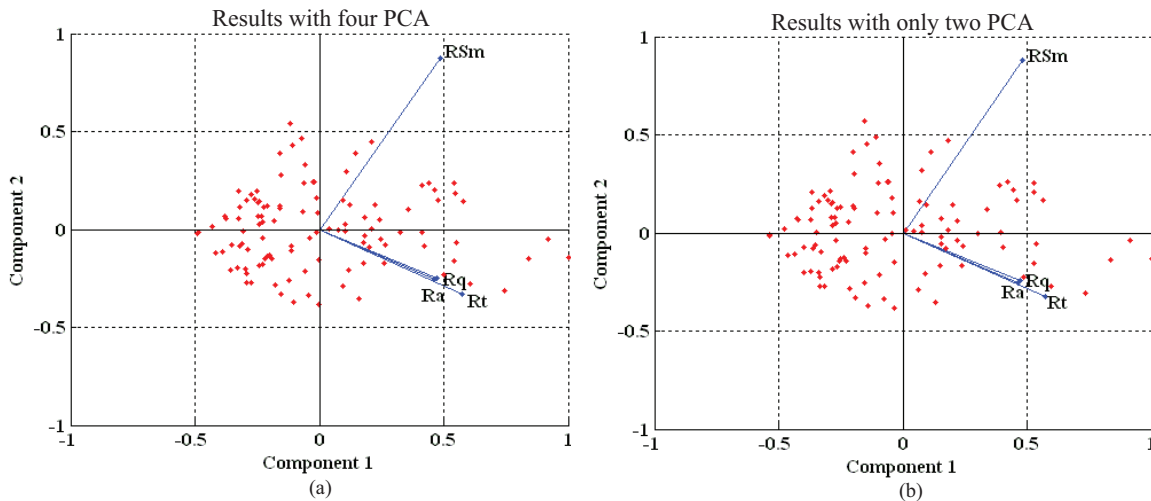 Results with four PCA
1
RSm
0.5
Component 2
0
Rq
Ra
Rt
-0.5
-1
-1
-0.5
0
0.5
1
Component 1
(a)
Results with only two PCA
1
RSm
0.5
Component 2
0
Rq
Ra
Rt
-0.5
-1
-1
-0.5
0
0.5
1
Component 1
(b)